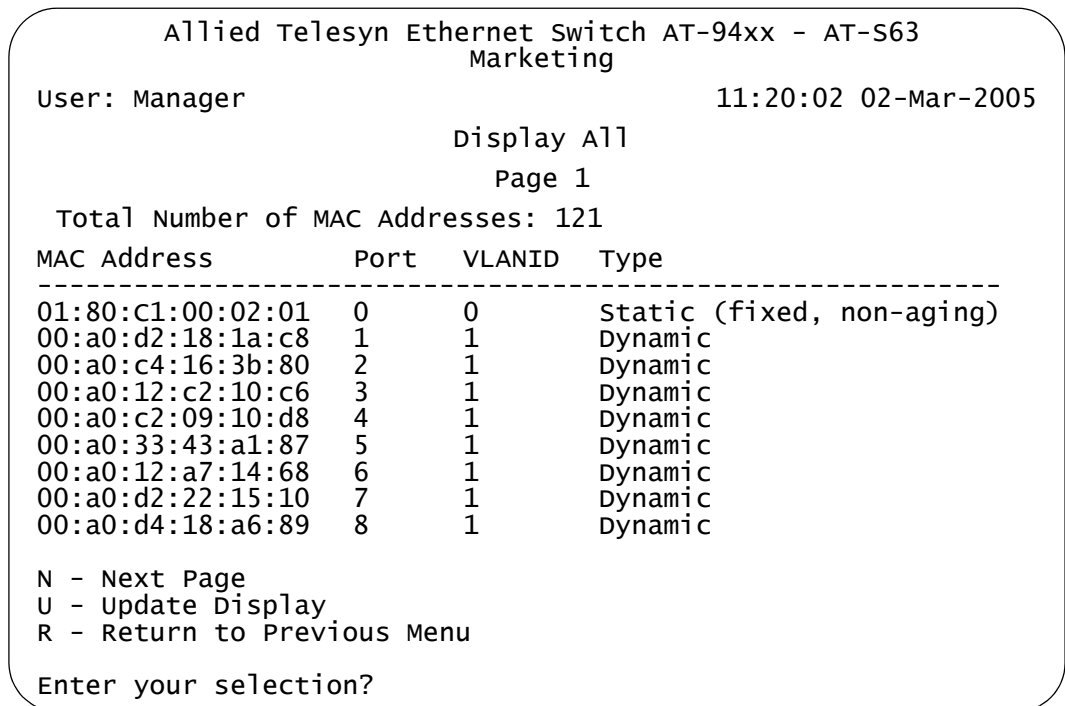 Allied Telesyn Ethernet Switch AT-94xx - AT-S63
Marketing
User: Manager 11:20:02 02-Mar-2005
Display All
Page 1
Total Number of MAC Addresses: 121
MAC Address Port VLANID Type
--------------------------------------------------------------
01:80:c1:00:02:01 0 0 Static (fixed, non-aging)
00:a0:d2:18:1a:c8 1 1 Dynamic
00:a0:c4:16:3b:80 2 1 Dynamic
00:a0:12:c2:10:c6 3 1 Dynamic
00:a0:c2:09:10:d8 4 1 Dynamic
00:a0:33:43:a1:87 5 1 Dynamic
00:a0:12:a7:14:68 6 1 Dynamic
00:a0:d2:22:15:10 7 1 Dynamic
00:a0:d4:18:a6:89 8 1 Dynamic
N - Next Page
U - Update Display
R - Return to Previous Menu
Enter your selection?